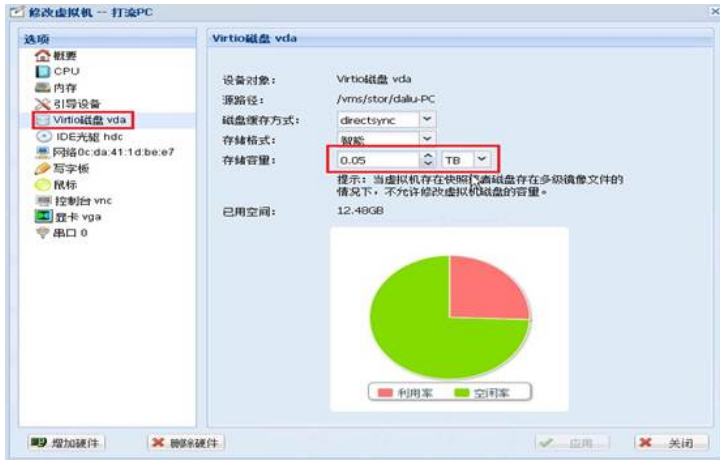 修改虚拟机 -- 打流PC
选项
概要
CPU
内存
引导设备
Virtio磁盘 vda
IDE光驱 hdc
网络0c:da:41:1d:be:e7
写字板
鼠标
控制台 vnc
显卡 vga
串口 0
增加硬件
删除硬件
Virtio磁盘 vda
设备对象： Virtio磁盘 vda
源路径： /vms/stor/daliu-PC
磁盘缓存方式： directsync
存储格式： 智能
存储容量： 0.05 TB
提示：当虚拟机存在快照或者磁盘存在多级镜像文件的
情况下，不允许修改虚拟机磁盘的容量。
已用空间： 12.48GB
利用率 空闲率
应用 关闭